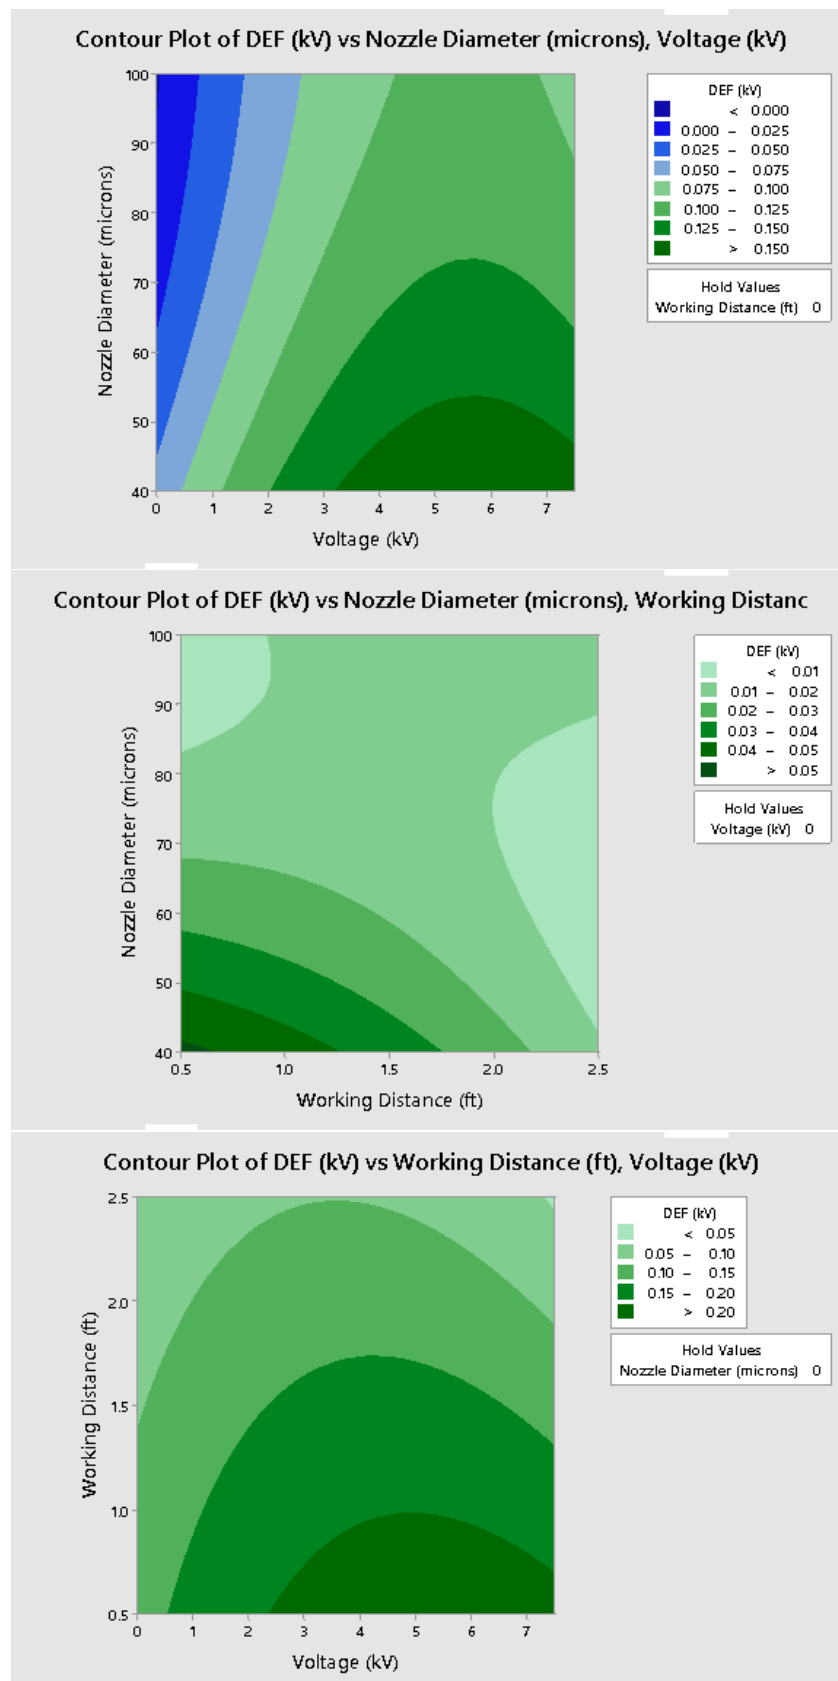 Contour Plot of DEF (kV) vs Nozzle Diameter (microns), Voltage (kV)
DEF (kV)
< 0.000
0.000 – 0.025
0.025 – 0.050
0.050 – 0.075
0.075 – 0.100
0.100 – 0.125
0.125 – 0.150
> 0.150
Hold Values
Working Distance (ft) 0
Nozzle Diameter (microns)
100
90
80
70
60
50
40
0 1 2 3 4 5 6 7
Voltage (kV)
Contour Plot of DEF (kV) vs Nozzle Diameter (microns), Working Distanc
DEF (kV)
< 0.01
0.01 – 0.02
0.02 – 0.03
0.03 – 0.04
0.04 – 0.05
> 0.05
Hold Values
Voltage (kV) 0
Nozzle Diameter (microns)
100
90
80
70
60
50
40
0.5 1.0 1.5 2.0 2.5
Working Distance (ft)
Contour Plot of DEF (kV) vs Working Distance (ft), Voltage (kV)
DEF (kV)
< 0.05
0.05 – 0.10
0.10 – 0.15
0.15 – 0.20
> 0.20
Hold Values
Nozzle Diameter (microns) 0
Working Distance (ft)
2.5
2.0
1.5
1.0
0.5
0 1 2 3 4 5 6 7
Voltage (kV)